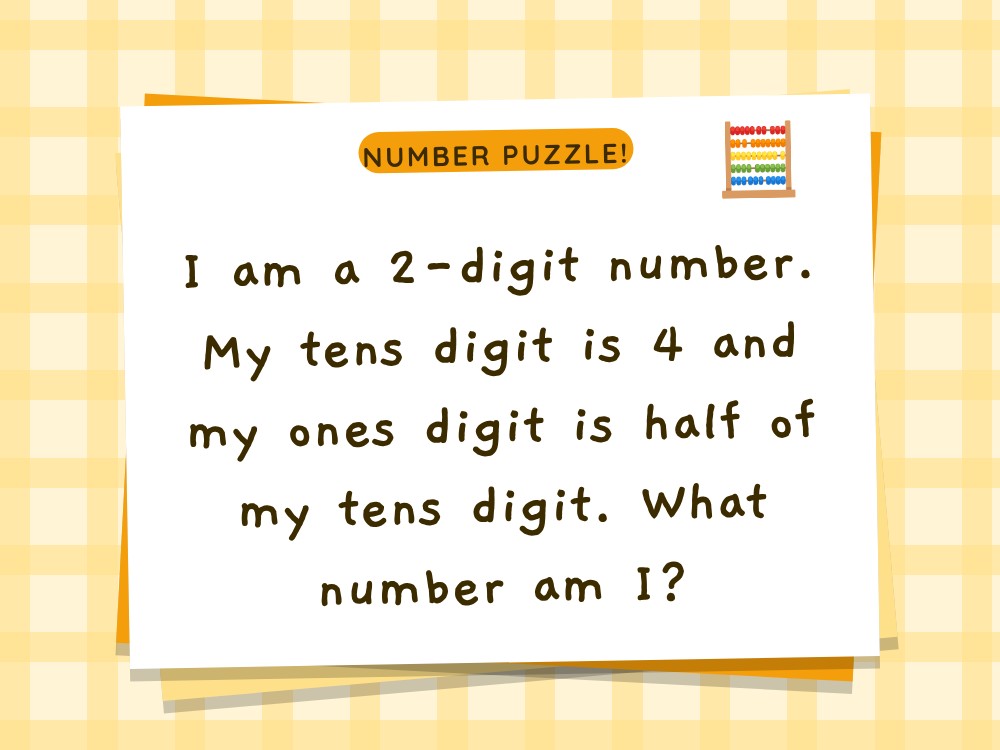 NUMBER PUZZLE!
I am a 2-digit number.
My tens digit is 4 and
my ones digit is half of
my tens digit. What
number am I?